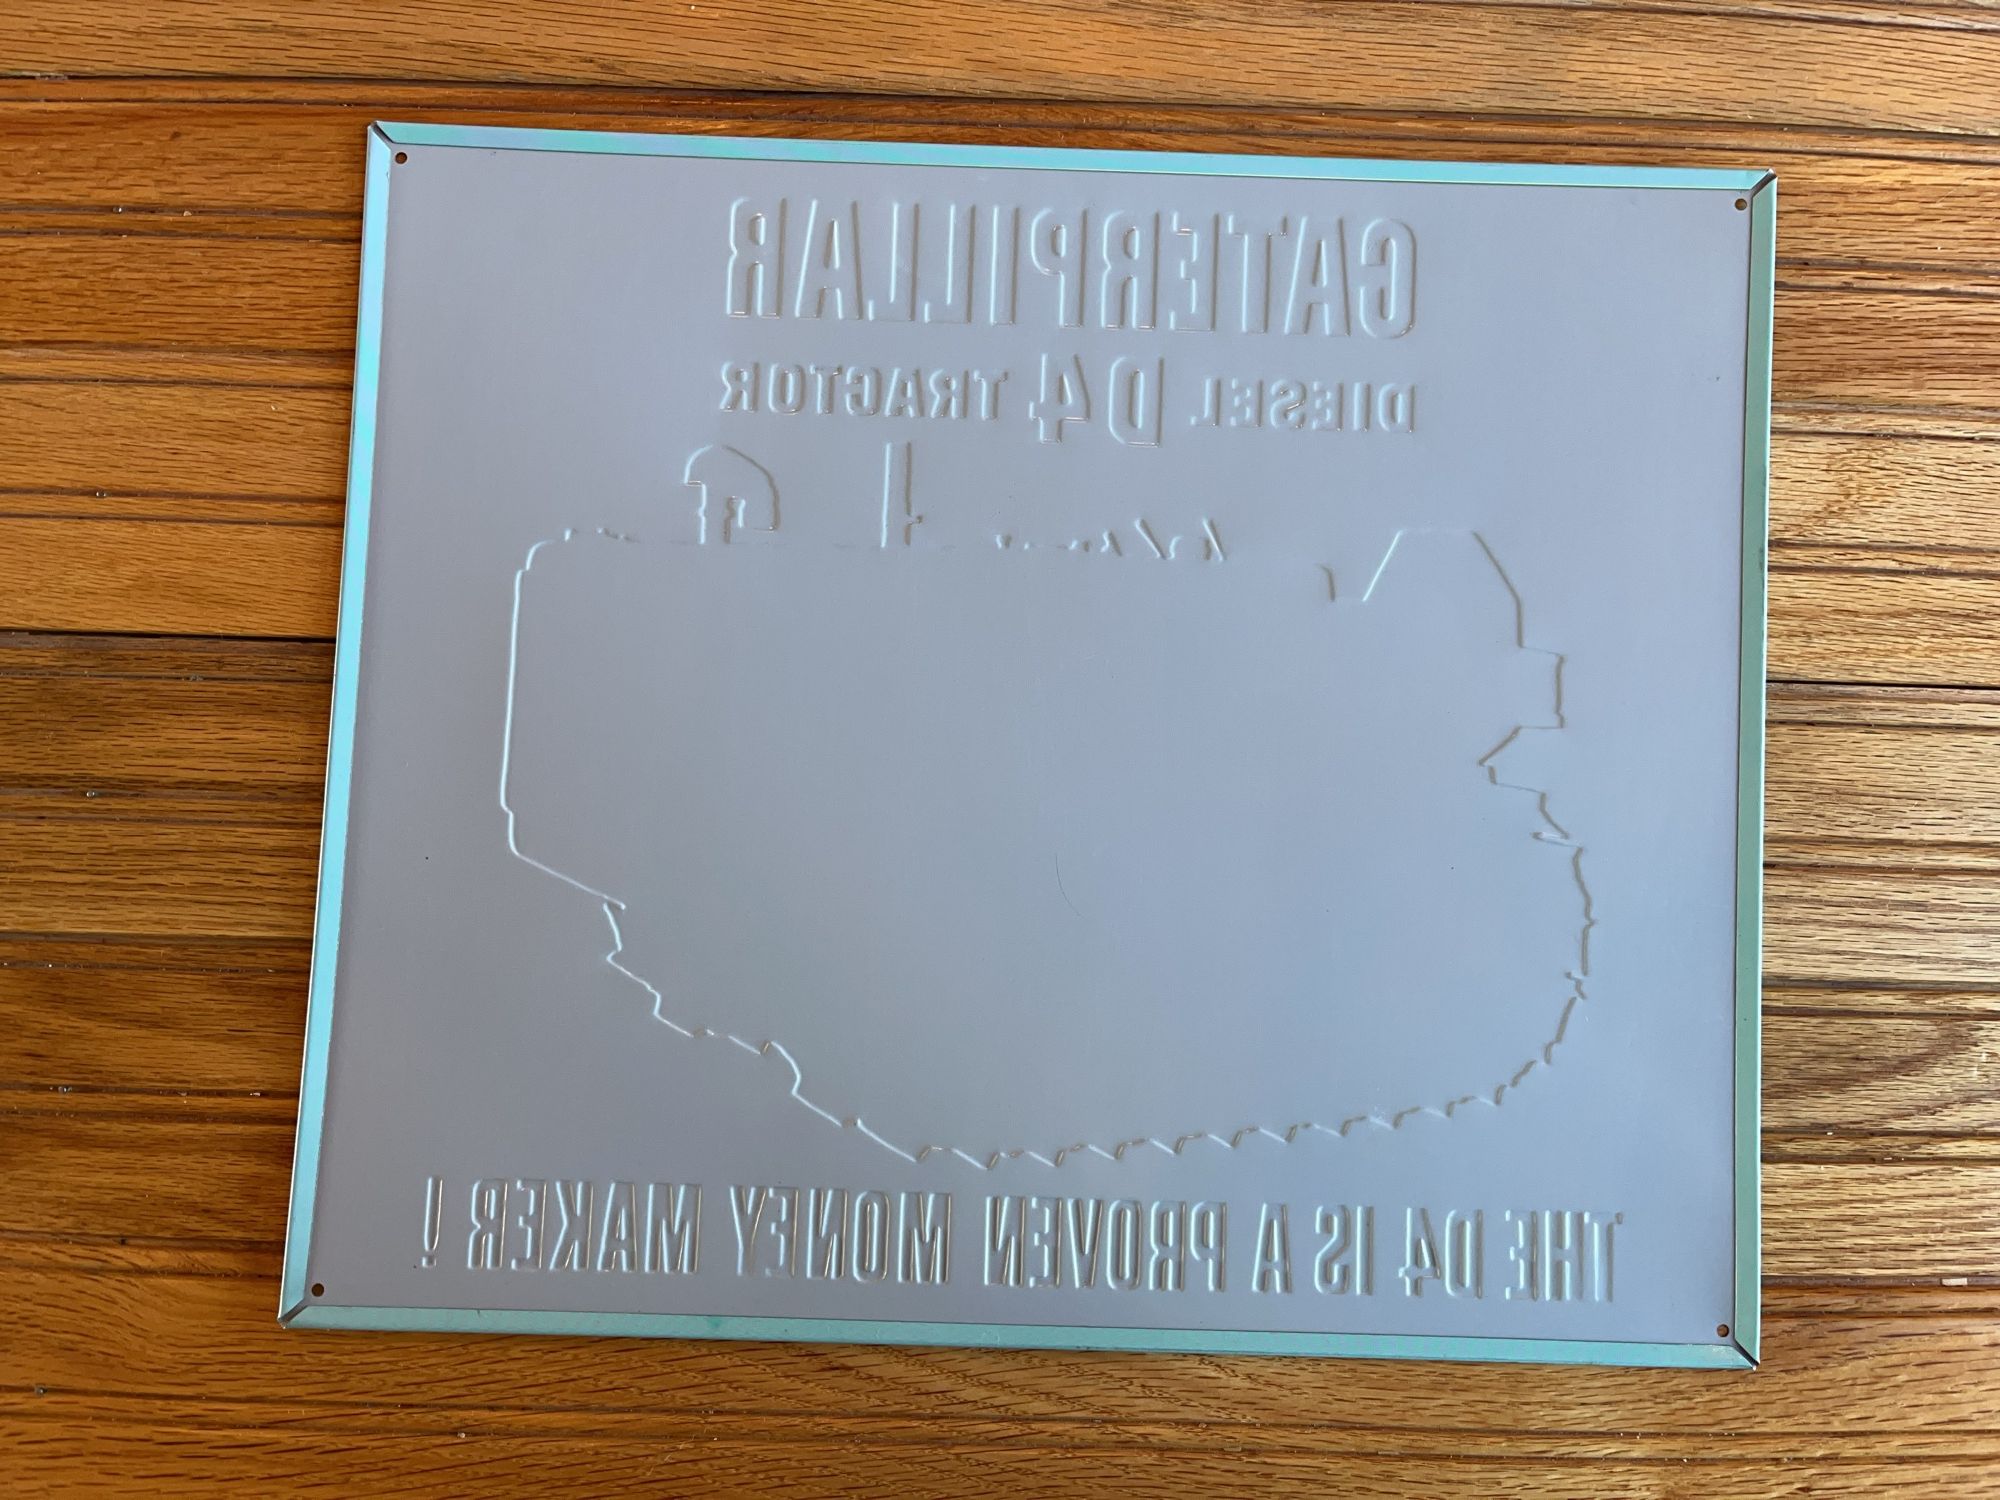 CATERPILLAR
DIESEL D4 TRACTOR
THE D4 IS A PROVEN MONEY MAKER!